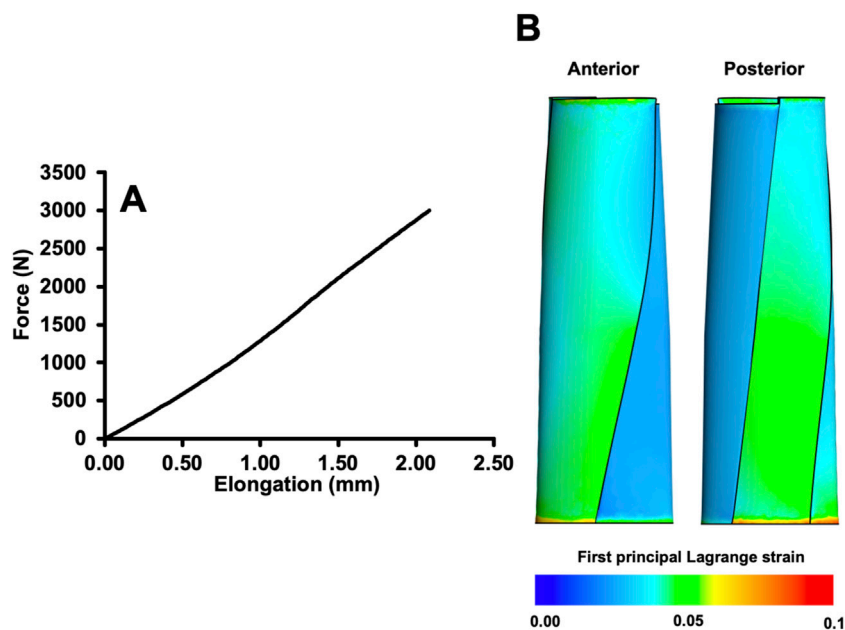 B
Anterior Posterior
A
3500
3000
2500
2000
1500
1000
500
0
Force (N)
0.00 0.50 1.00 1.50 2.00 2.50
Elongation (mm)
First principal Lagrange strain
0.00 0.05 0.1